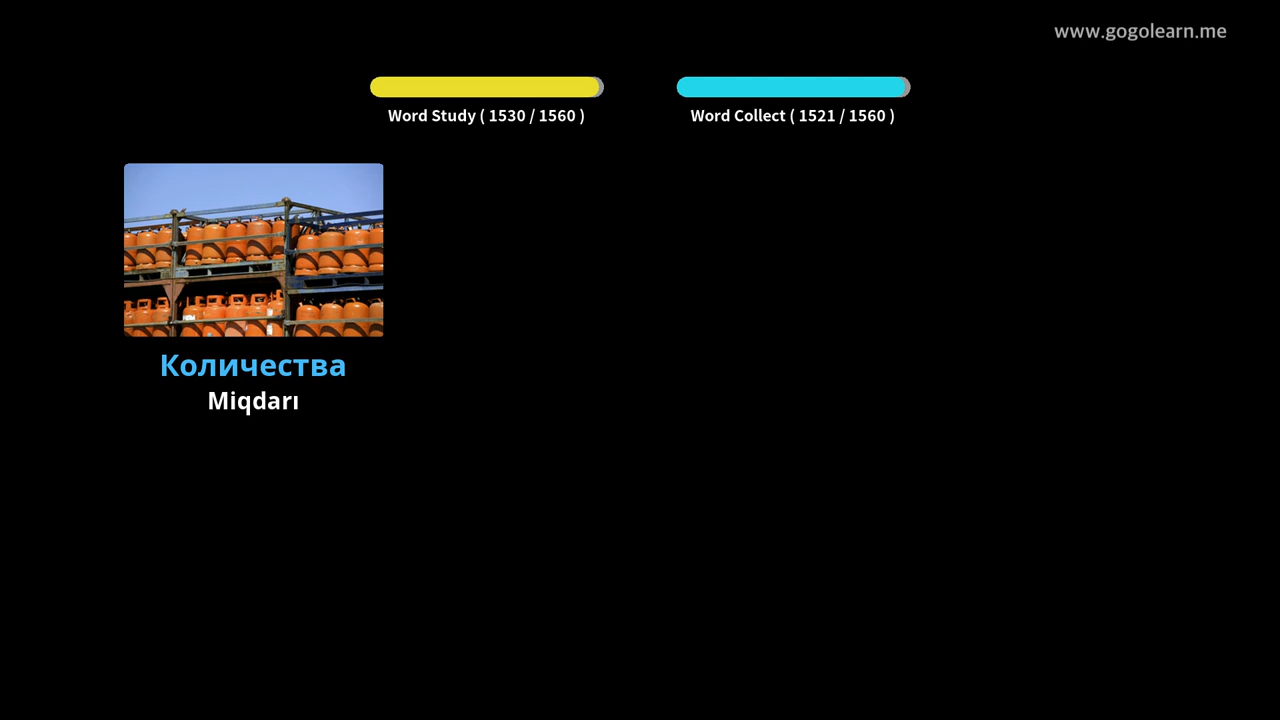 www.gogolearn.me
Word Study ( 1530 / 1560 )
Word Collect ( 1521 / 1560 )
Количества
Miqdarı